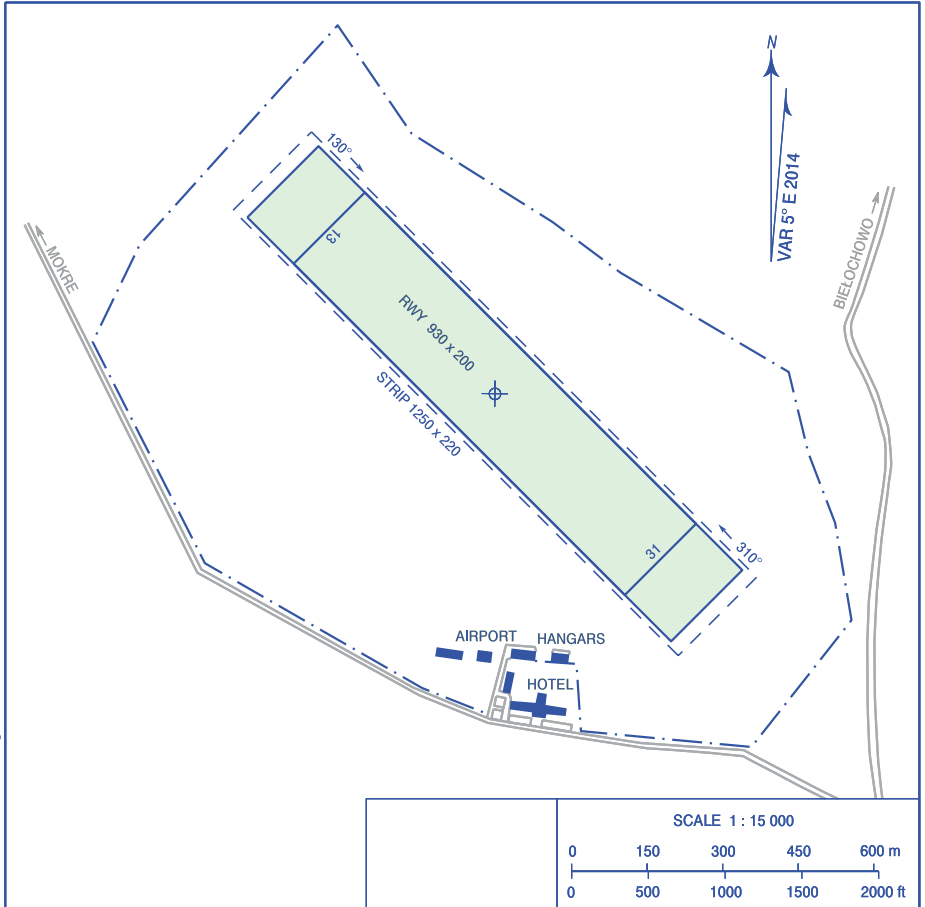 N
130°
VAR 5° E 2014
BIEŁOCHOWO
MOKRE
13
RWY 930 x 200
STRIP 1250 x 220
31
310°
AIRPORT
HANGARS
HOTEL
SCALE 1 : 15 000
0 150 300 450 600 m
0 500 1000 1500 2000 ft